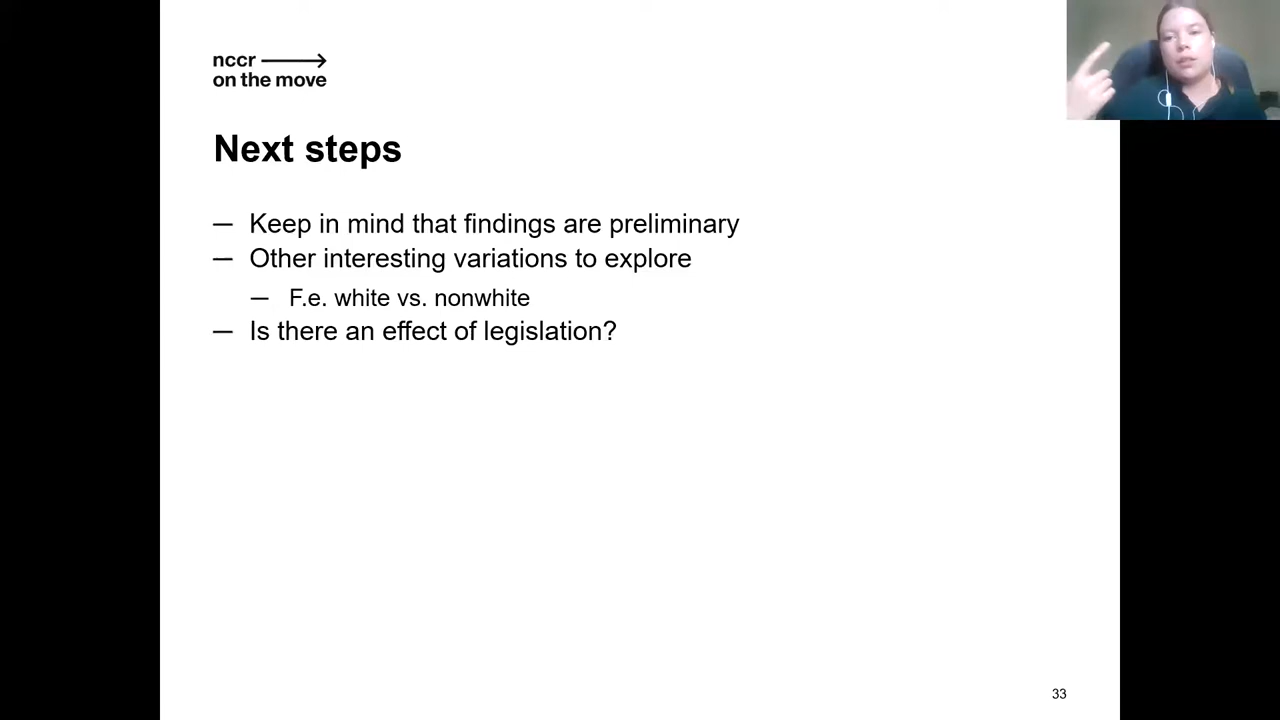 nccr
on the move
Next steps
— Keep in mind that findings are preliminary
— Other interesting variations to explore
— F.e. white vs. nonwhite
— Is there an effect of legislation?
33